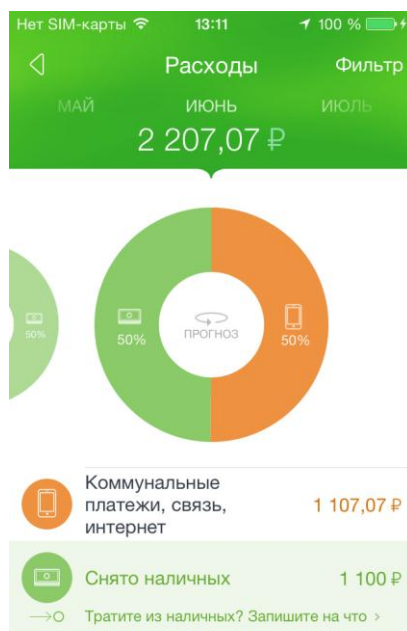 Нет SIM-карты 13:11 100 %
Расходы Фильтр
МАЙ ИЮНЬ ИЮЛЬ
2 207,07 ₽
50% 50% ПРОГНОЗ 50%
Коммунальные
платежи, связь,
интернет
1 107,07 ₽
Снято наличных 1 100 ₽
Тратите из наличных? Запишите на что >